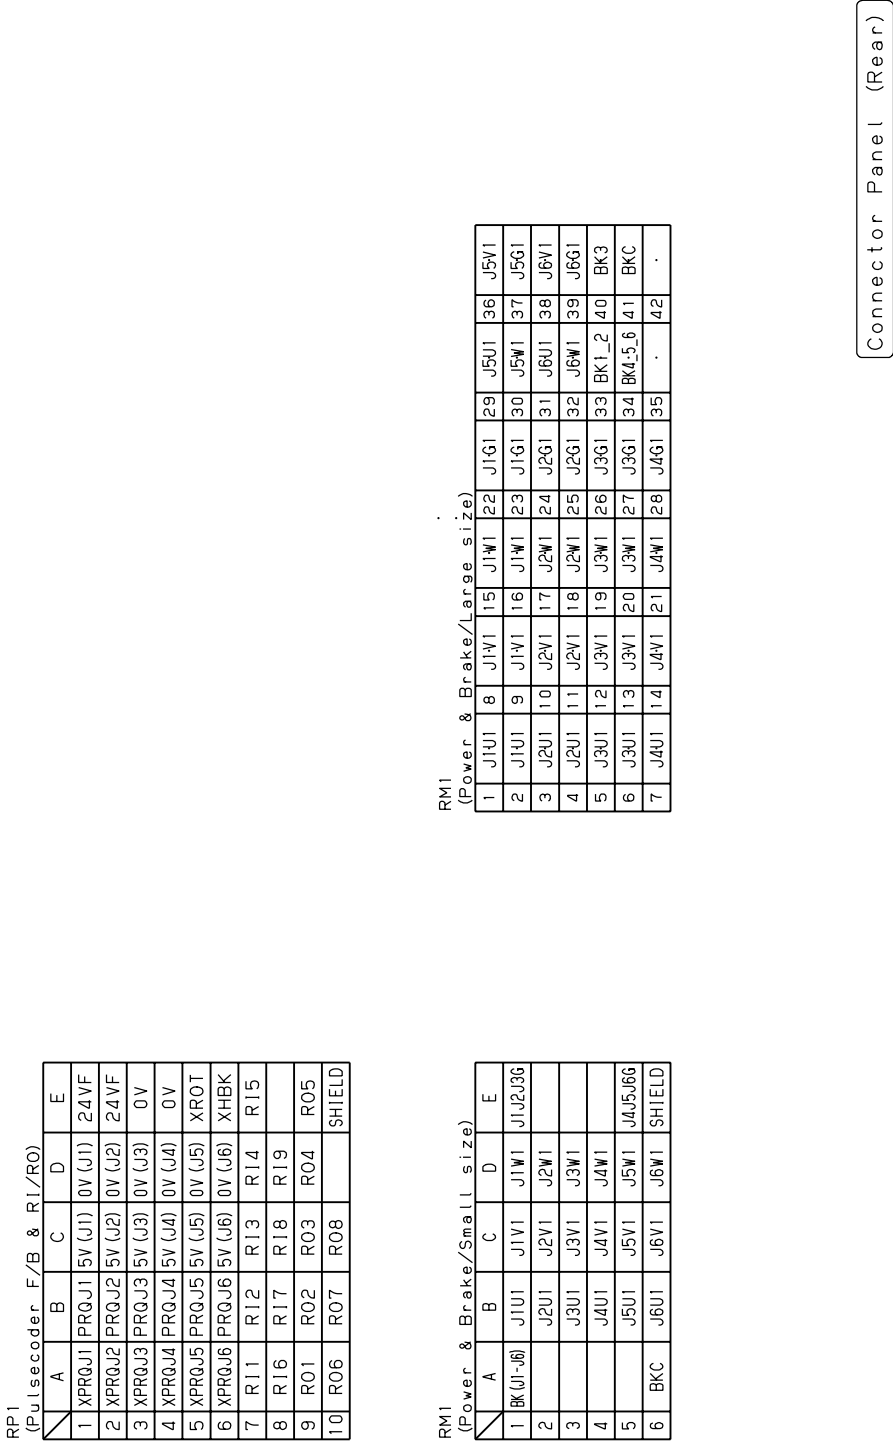 RP1
(Pulsecoder F/B & RI/RO)
A B C D E
1 XPRQJ1 PRQJ1 5V(J1) 0V(J1) 24VF
2 XPRQJ2 PRQJ2 5V(J2) 0V(J2) 24VF
3 XPRQJ3 PRQJ3 5V(J3) 0V(J3) 0V
4 XPRQJ4 PRQJ4 5V(J4) 0V(J4) 0V
5 XPRQJ5 PRQJ5 5V(J5) 0V(J5) XROT
6 XPRQJ6 PRQJ6 5V(J6) 0V(J6) XHBK
7 RI1 RI2 RI3 RI4 RI5
8 RI6 RI7 RI8 RI9
9 RO1 RO2 RO3 RO4 RO5
10 RO6 RO7 RO8 SHIELD
RM1
(Power & Brake/Small size)
A B C D E
1 BK(J1-J6) J1U1 J1V1 J1W1 J1J2J3G
2 J2U1 J2V1 J2W1
3 J3U1 J3V1 J3W1
4 J4U1 J4V1 J4W1
5 J5U1 J5V1 J5W1 J4J5J6G
6 BKC J6U1 J6V1 J6W1 SHIELD
RM1
(Power & Brake/Large size)
1 J1U1 8 J1V1 15 J1W1 22 J1G1 29 J5U1 36 J5V1
2 J1U1 9 J1V1 16 J1W1 23 J1G1 30 J5W1 37 J5G1
3 J2U1 10 J2V1 17 J2W1 24 J2G1 31 J6U1 38 J6V1
4 J2U1 11 J2V1 18 J2W1 25 J2G1 32 J6W1 39 J6G1
5 J3U1 12 J3V1 19 J3W1 26 J3G1 33 BK1_2 40 BK3
6 J3U1 13 J3V1 20 J3W1 27 J3G1 34 BK4-5_6 41 BKC
7 J4U1 14 J4V1 21 J4W1 28 J4G1 35 . 42 .
Connector Panel (Rear)